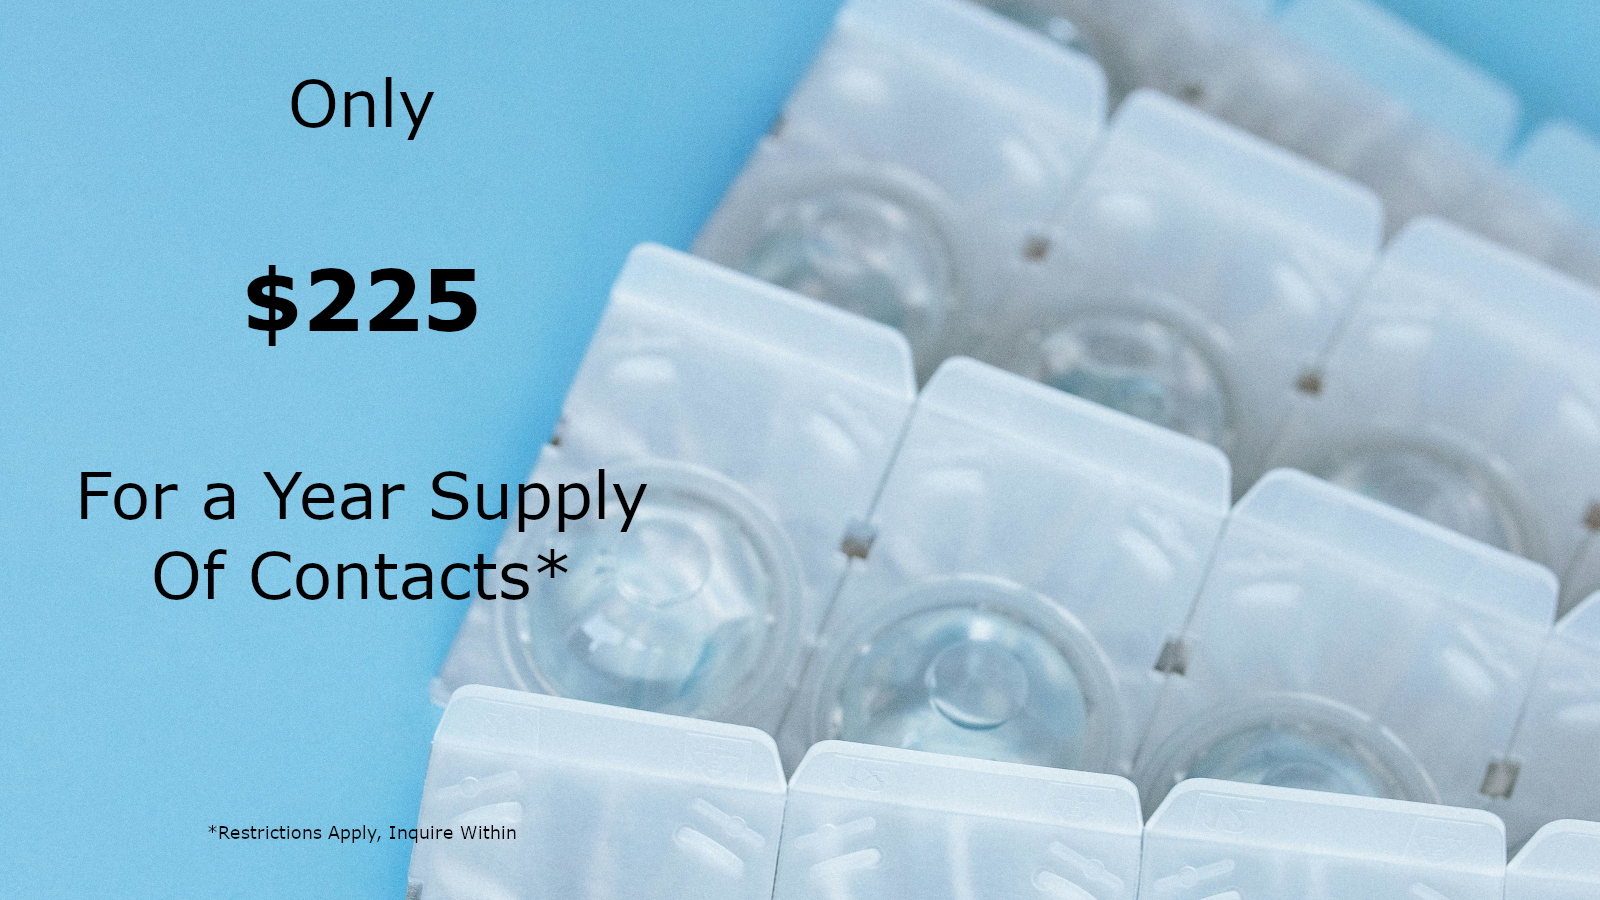 Only
$225
For a Year Supply
Of Contacts*
*Restrictions Apply, Inquire Within